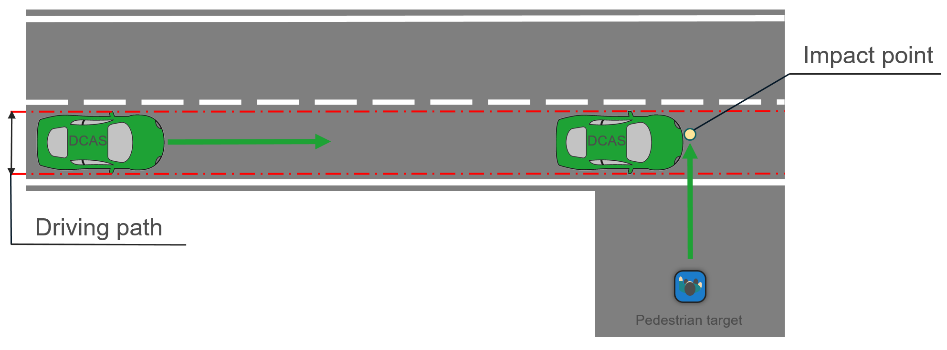 Impact point
DCAS
DCAS
Driving path
Pedestrian target